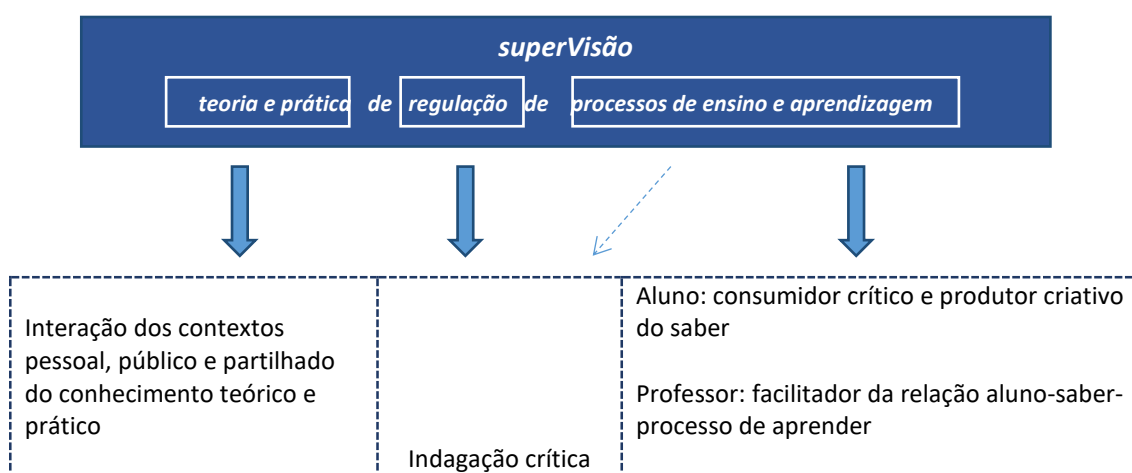 superVisão
teoria e prática de regulação de processos de ensino e aprendizagem
Interação dos contextos
pessoal, público e partilhado
do conhecimento teórico e
prático
Indagação crítica
Aluno: consumidor crítico e produtor criativo
do saber
Professor: facilitador da relação aluno-saber-
processo de aprender